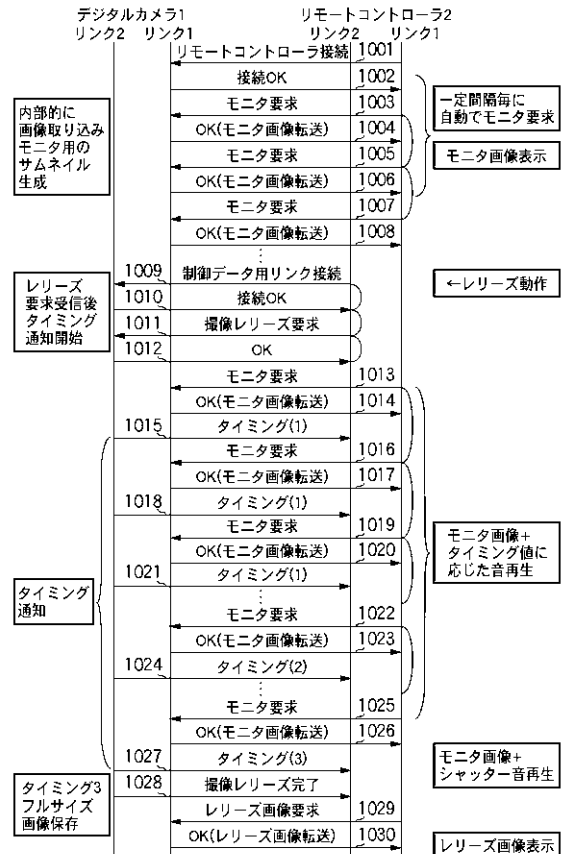 デジタルカメラ1 リモートコントローラ2
リンク2 リンク1 リンク2 リンク1
リモートコントローラ接続 1001
接続OK 1002
モニタ要求 1003
OK(モニタ画像転送) 1004
モニタ要求 1005
OK(モニタ画像転送) 1006
モニタ要求 1007
OK(モニタ画像転送) 1008
内部的に
画像取り込み
モニタ用の
サムネイル
生成
一定間隔毎に
自動でモニタ要求
モニタ画像表示
1009 制御データ用リンク接続
1010 接続OK
1011 撮像レリーズ要求
1012 OK
レリーズ
要求受信後
タイミング
通知開始
←レリーズ動作
モニタ要求 1013
OK(モニタ画像転送) 1014
1015 タイミング(1)
モニタ要求 1016
OK(モニタ画像転送) 1017
1018 タイミング(1)
モニタ要求 1019
OK(モニタ画像転送) 1020
1021 タイミング(1)
モニタ要求 1022
OK(モニタ画像転送) 1023
1024 タイミング(2)
モニタ要求 1025
OK(モニタ画像転送) 1026
1027 タイミング(3)
1028 撮像レリーズ完了
レリーズ画像要求 1029
OK(レリーズ画像転送) 1030
タイミング
通知
モニタ画像+
タイミング値に
応じた音再生
モニタ画像+
シャッター音再生
タイミング3
フルサイズ
画像保存
レリーズ画像表示